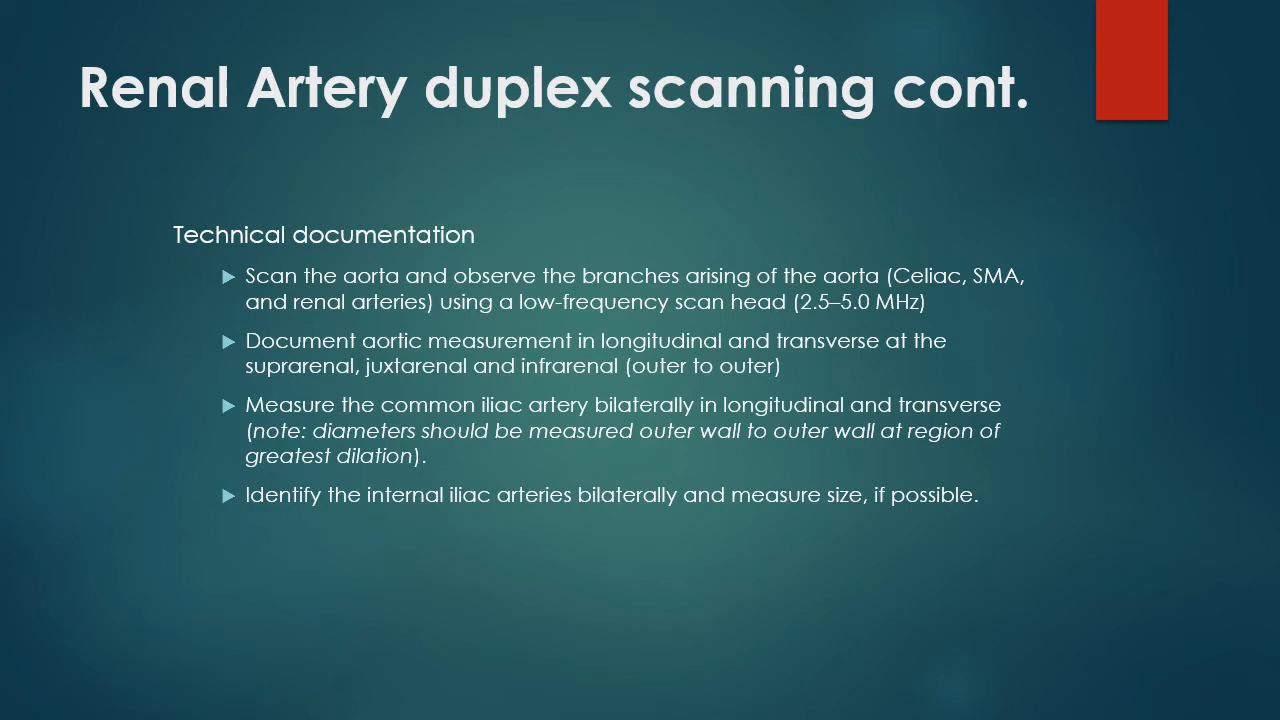 Renal Artery duplex scanning cont.
Technical documentation
Scan the aorta and observe the branches arising of the aorta (Celiac, SMA,
and renal arteries) using a low-frequency scan head (2.5–5.0 MHz)
Document aortic measurement in longitudinal and transverse at the
suprarenal, juxtarenal and infrarenal (outer to outer)
Measure the common iliac artery bilaterally in longitudinal and transverse
(note: diameters should be measured outer wall to outer wall at region of
greatest dilation).
Identify the internal iliac arteries bilaterally and measure size, if possible.